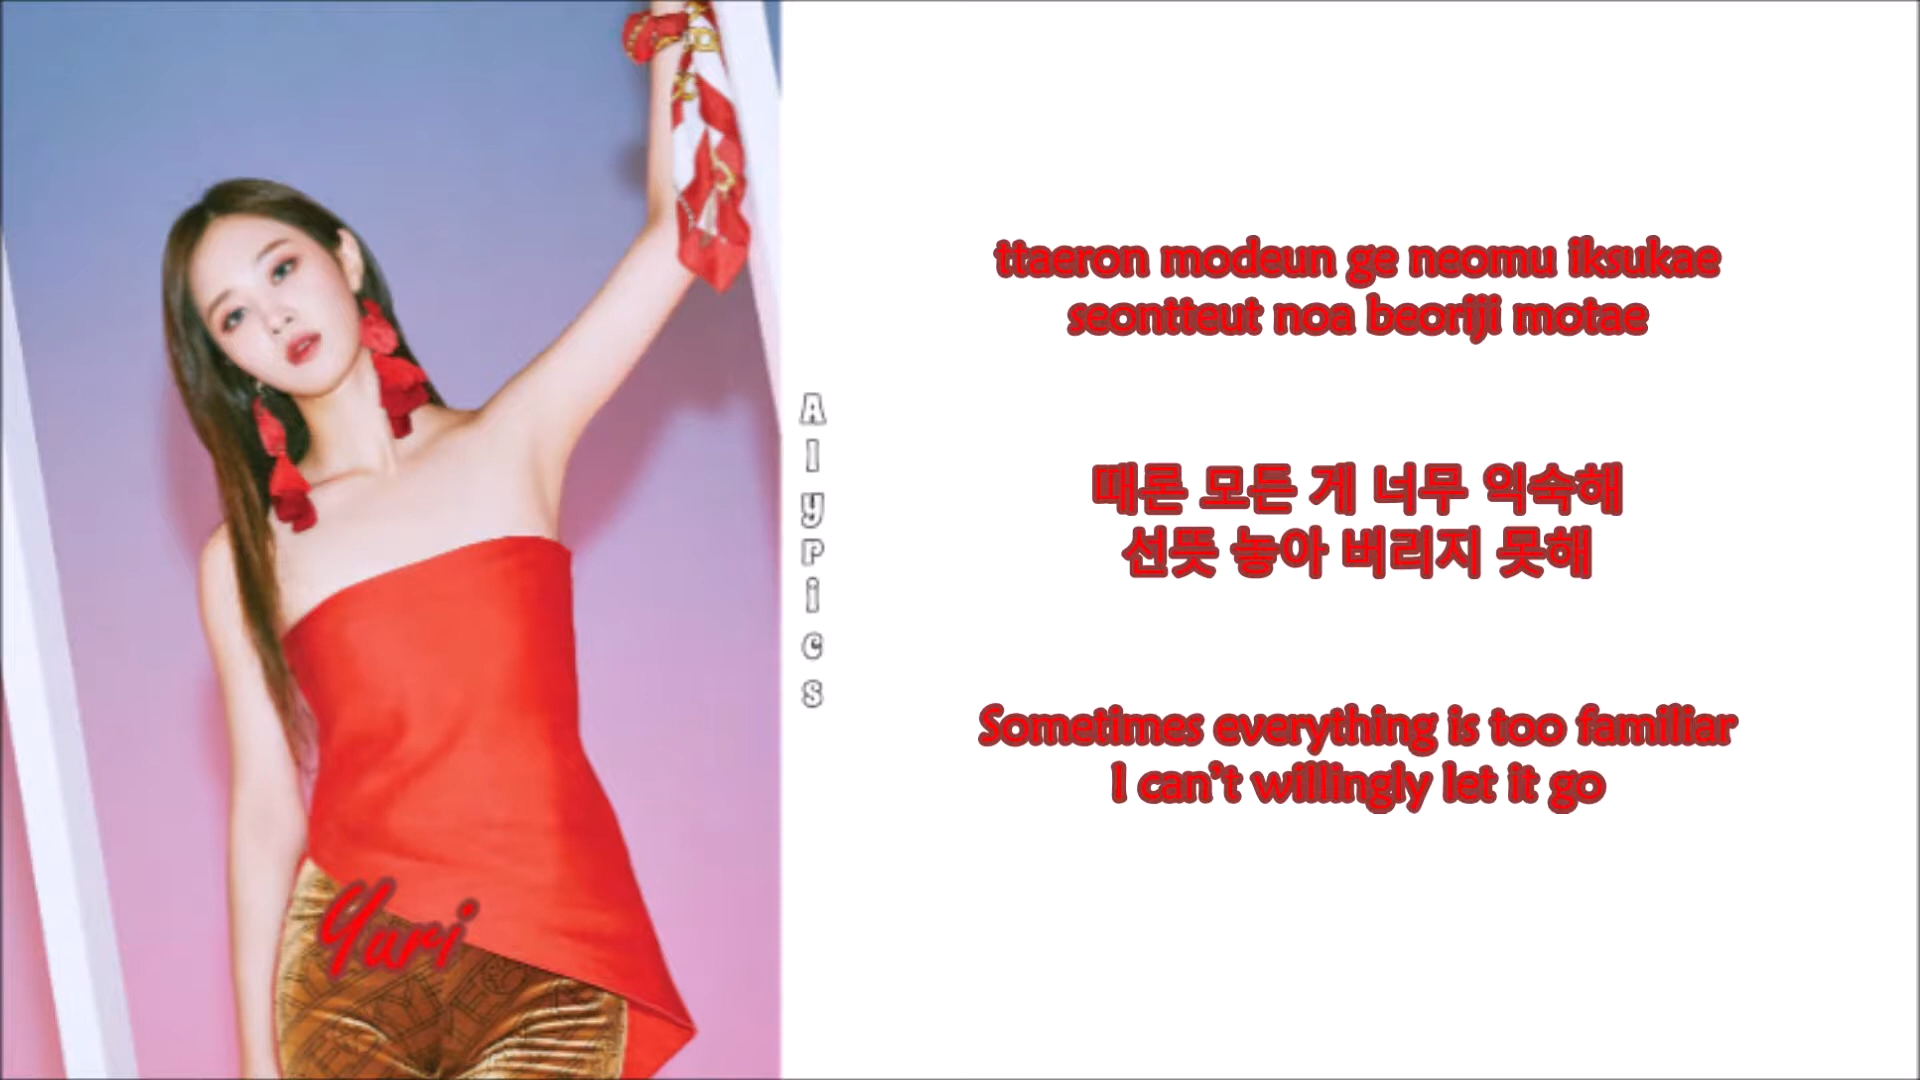 ttaeron modeun ge neomu iksukae
seontteut noa beoriji motae
때론 모든 게 너무 익숙해
선뜻 놓아 버리지 못해
Sometimes everything is too familiar
I can't willingly let it go
AlyPics
Yuri